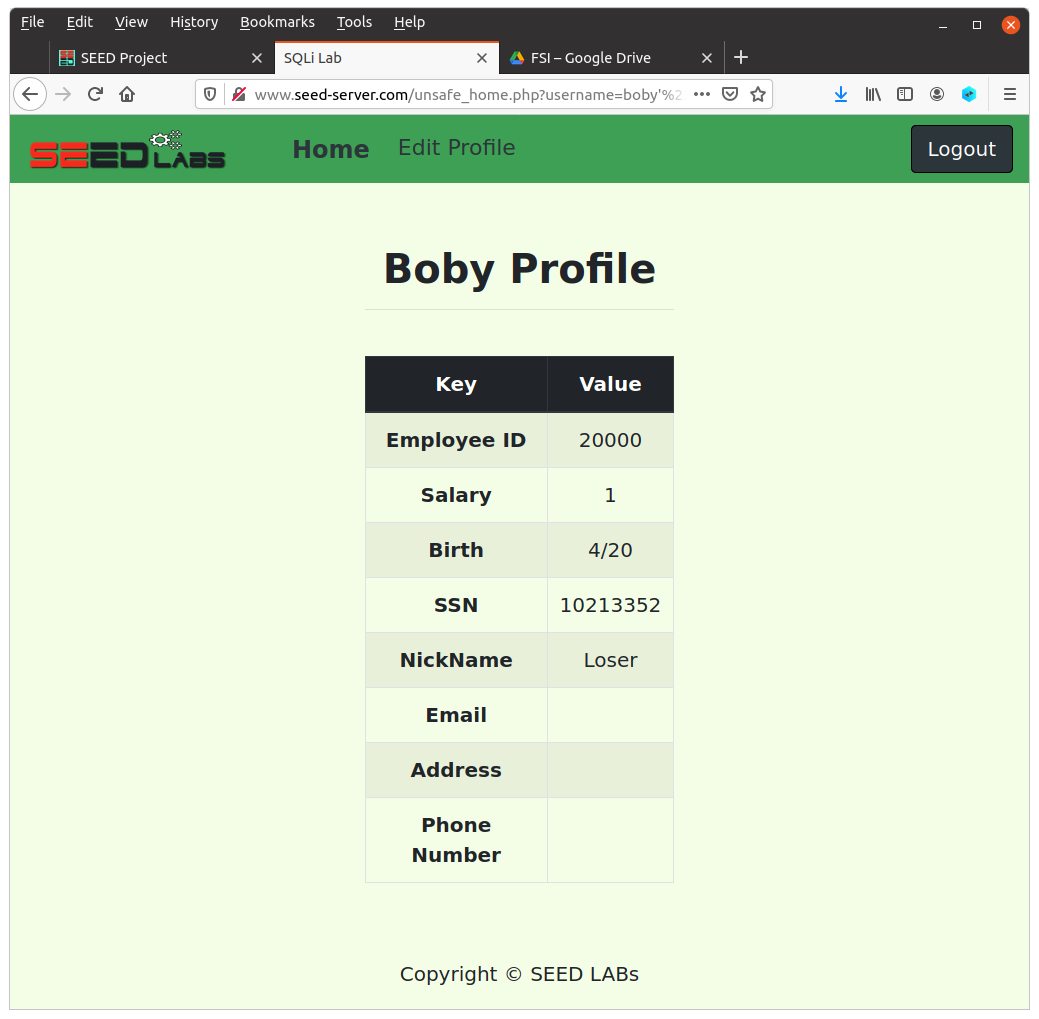 File Edit View History Bookmarks Tools Help
SEED Project SQLi Lab FSI – Google Drive
www.seed-server.com/unsafe_home.php?username=boby'%2
SEEDLABS Home Edit Profile Logout
Boby Profile
Key Value
Employee ID 20000
Salary 1
Birth 4/20
SSN 10213352
NickName Loser
Email
Address
Phone
Number
Copyright © SEED LABs